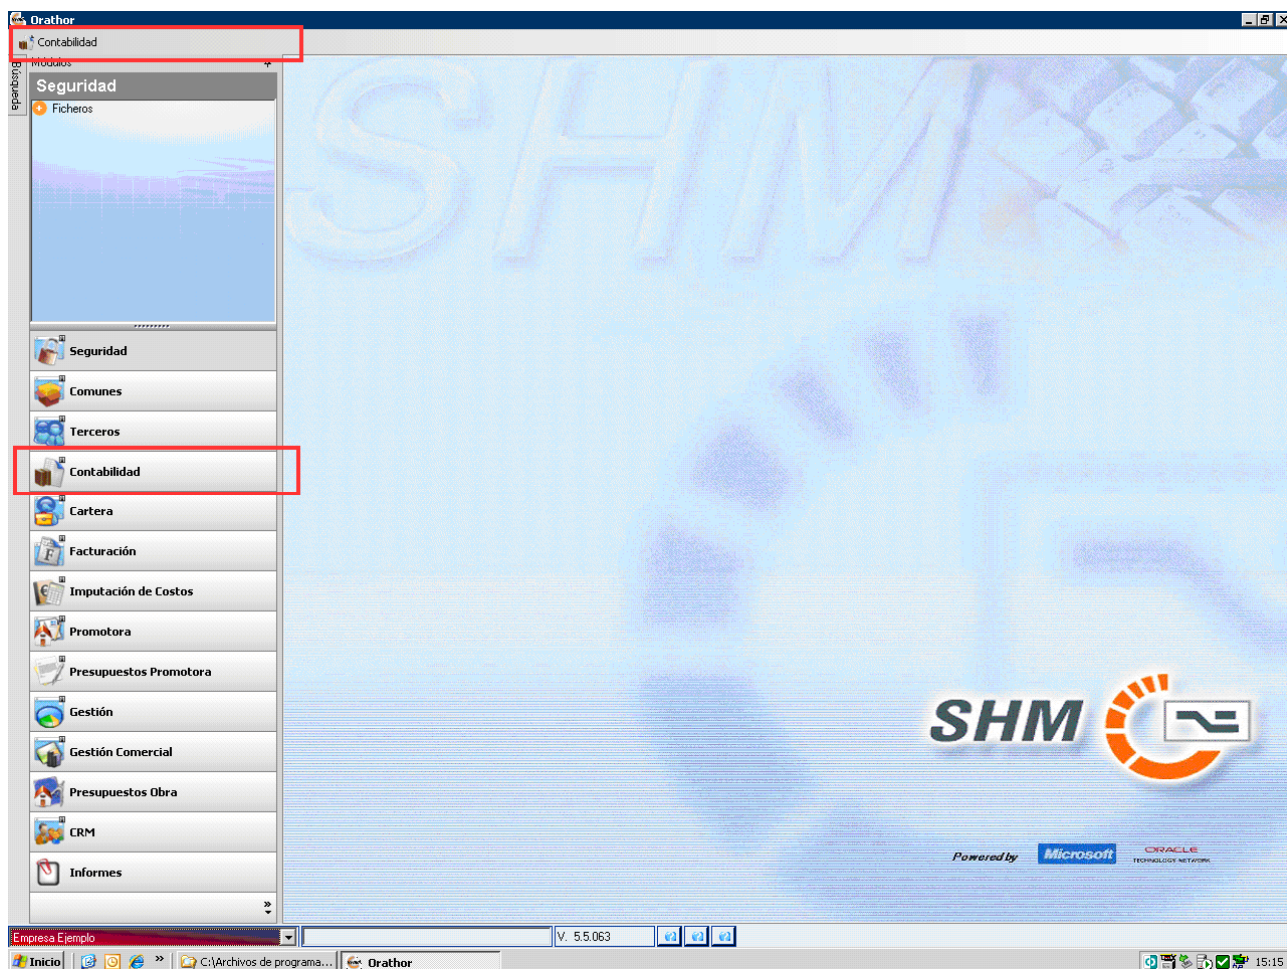 Orathor
Contabilidad
Búsqueda
Módulos
Seguridad
Ficheros
Seguridad
Comunes
Terceros
Contabilidad
Cartera
Facturación
Imputación de Costos
Promotora
Presupuestos Promotora
Gestión
Gestión Comercial
Presupuestos Obra
CRM
Informes
SHM
SHM
Powered by Microsoft ORACLE
TECHNOLOGY NETWORK
Empresa Ejemplo
V. 5.5.063
Inicio
C:\Archivos de programa...
Orathor
15:15